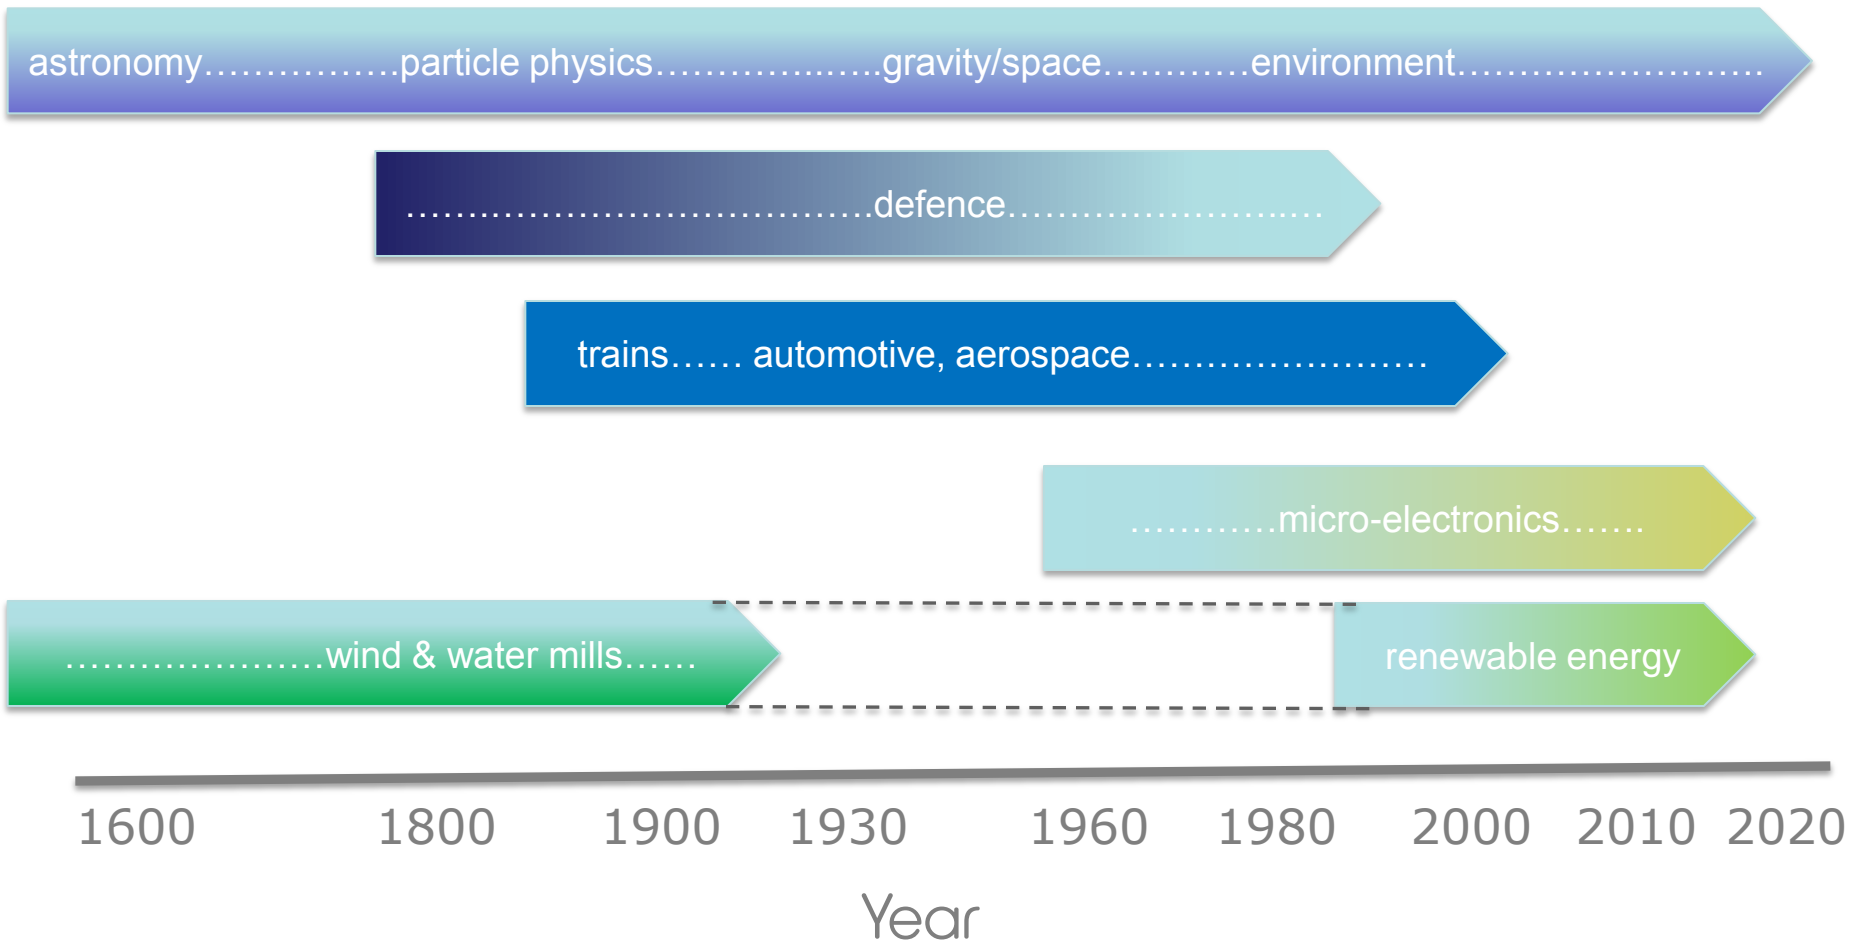 astronomy…………….particle physics…………..…..gravity/space…………environment…………………….
……………………………….defence…………………..…
trains…… automotive, aerospace……………………
…………micro-electronics…….
…………………wind & water mills……
renewable energy
1600 1800 1900 1930 1960 1980 2000 2010 2020
Year